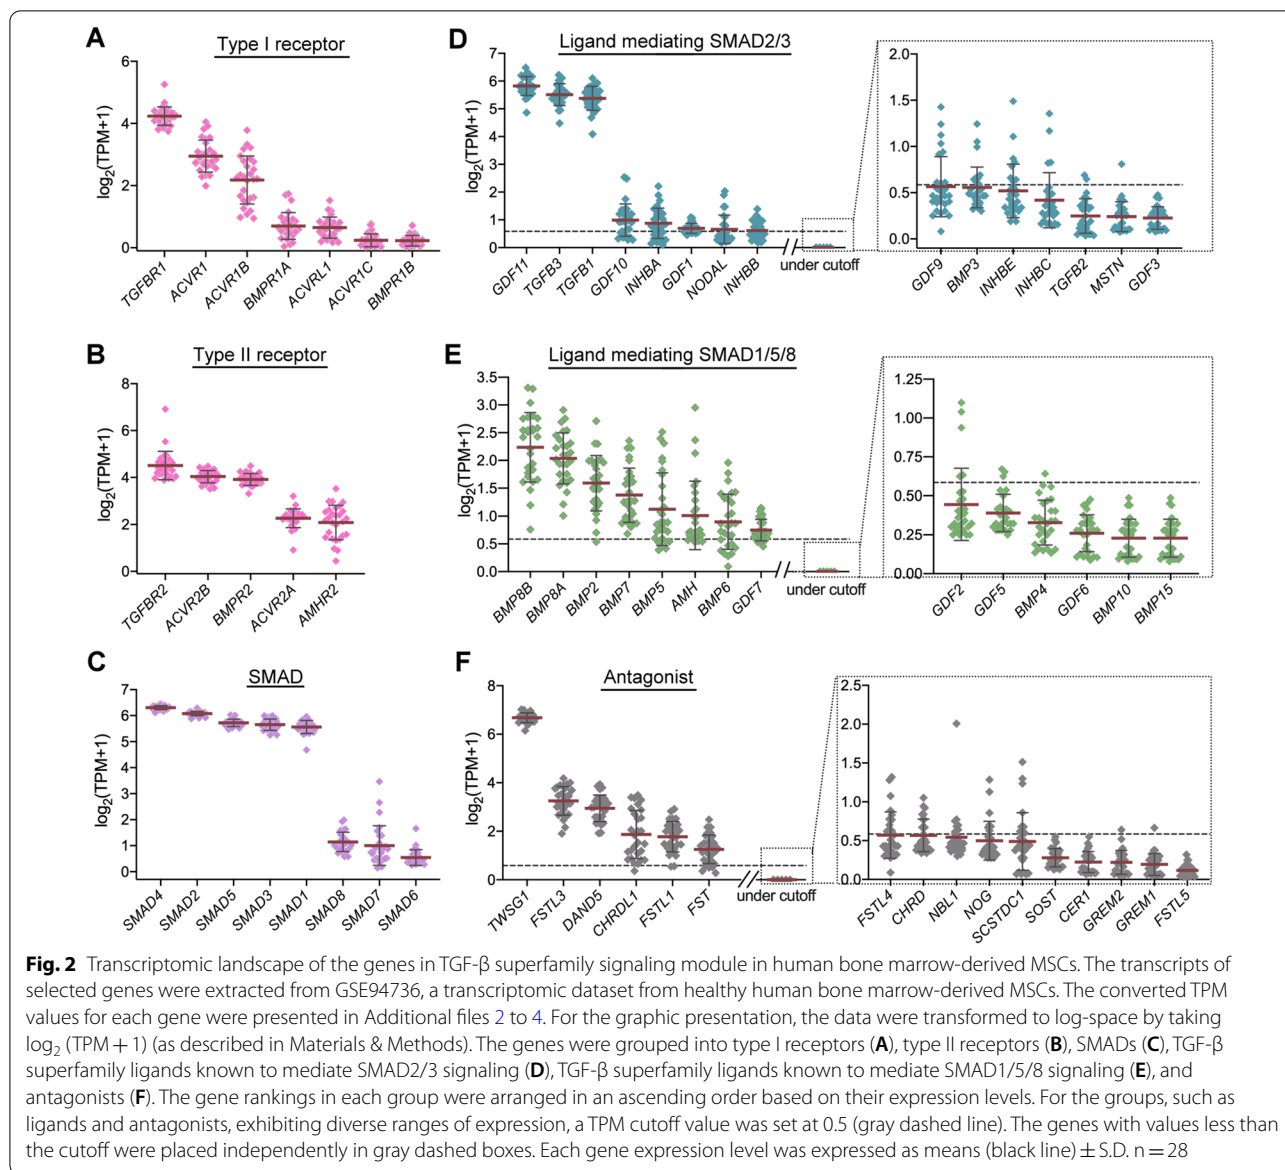 A
Type I receptor
log2(TPM+1)
6
4
2
0
TGFBR1
ACVR1
ACVR1B
BMPR1A
ACVRL1
ACVR1C
BMPR1B
D
Ligand mediating SMAD2/3
log2(TPM+1)
7
6
5
4
3
2
1
0
under cutoff
GDF11
TGFB3
TGFB1
GDF10
INHBA
GDF1
NODAL
INHBB
2.0
1.5
1.0
0.5
0.0
GDF9
BMP3
INHBE
INHBC
TGFB2
MSTN
GDF3
B
Type II receptor
log2(TPM+1)
8
6
4
2
0
TGFBR2
ACVR2B
BMPR2
ACVR2A
AMHR2
E
Ligand mediating SMAD1/5/8
log2(TPM+1)
3.5
3.0
2.5
2.0
1.5
1.0
0.5
0.0
under cutoff
BMP8B
BMP8A
BMP2
BMP7
BMP5
AMH
BMP6
GDF7
1.25
1.00
0.75
0.50
0.25
0.00
GDF2
GDF5
BMP4
GDF6
BMP10
BMP15
C
SMAD
log2(TPM+1)
7
6
5
4
3
2
1
0
SMAD4
SMAD2
SMAD5
SMAD3
SMAD1
SMAD8
SMAD7
SMAD6
F
Antagonist
log2(TPM+1)
8
6
4
2
0
under cutoff
TWSG1
FSTL3
DAND5
CHRDL1
FSTL1
FST
2.5
2.0
1.5
1.0
0.5
0.0
FSTL4
CHRD
NBL1
NOG
SCSTDC1
SOST
CER1
GREM2
GREM1
FSTL5
Fig. 2 Transcriptomic landscape of the genes in TGF-β superfamily signaling module in human bone marrow-derived MSCs. The transcripts of
selected genes were extracted from GSE94736, a transcriptomic dataset from healthy human bone marrow-derived MSCs. The converted TPM
values for each gene were presented in Additional files 2 to 4. For the graphic presentation, the data were transformed to log-space by taking
log2 (TPM + 1) (as described in Materials & Methods). The genes were grouped into type I receptors (A), type II receptors (B), SMADs (C), TGF-β
superfamily ligands known to mediate SMAD2/3 signaling (D), TGF-β superfamily ligands known to mediate SMAD1/5/8 signaling (E), and
antagonists (F). The gene rankings in each group were arranged in an ascending order based on their expression levels. For the groups, such as
ligands and antagonists, exhibiting diverse ranges of expression, a TPM cutoff value was set at 0.5 (gray dashed line). The genes with values less than
the cutoff were placed independently in gray dashed boxes. Each gene expression level was expressed as means (black line) ± S.D. n = 28